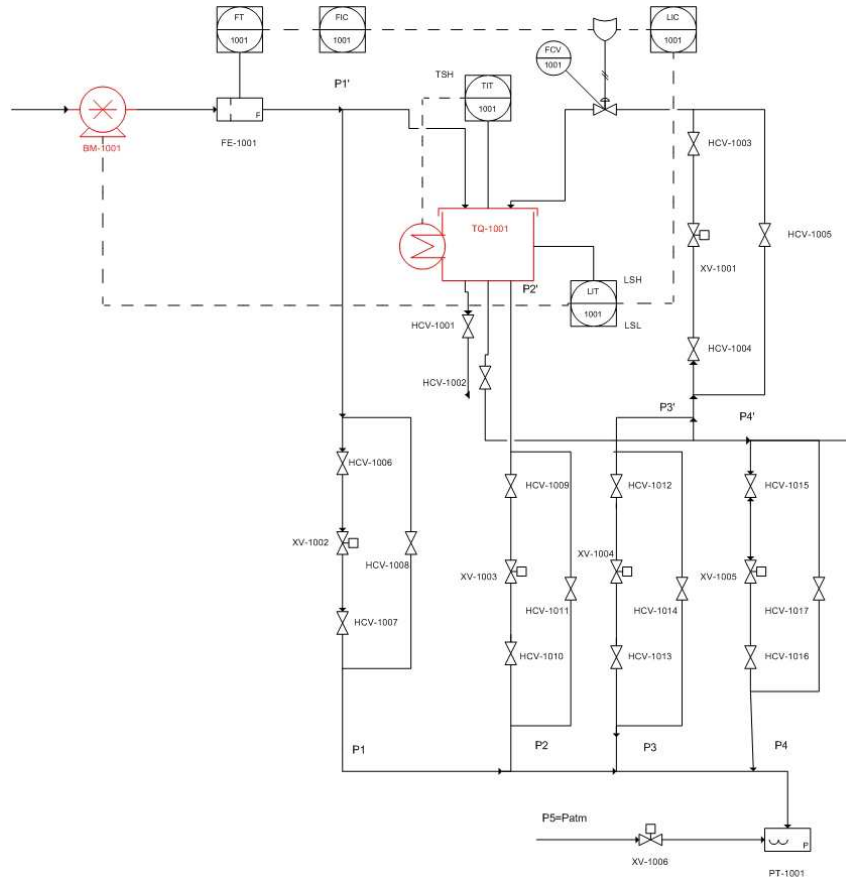 FT
1001
FIC
1001
LIC
1001
FCV
1001
TSH
TIT
1001
P1'
F
BM-1001
FE-1001
HCV-1003
TQ-1001
HCV-1005
XV-1001
P2'
LSH
LIT
1001
LSL
HCV-1001
HCV-1004
HCV-1002
P3'
P4'
HCV-1006
HCV-1009
HCV-1012
HCV-1015
XV-1002
HCV-1008
XV-1003
XV-1004
XV-1005
HCV-1011
HCV-1014
HCV-1017
HCV-1007
HCV-1010
HCV-1013
HCV-1016
P1
P2
P3
P4
P5=Patm
P
XV-1006
PT-1001